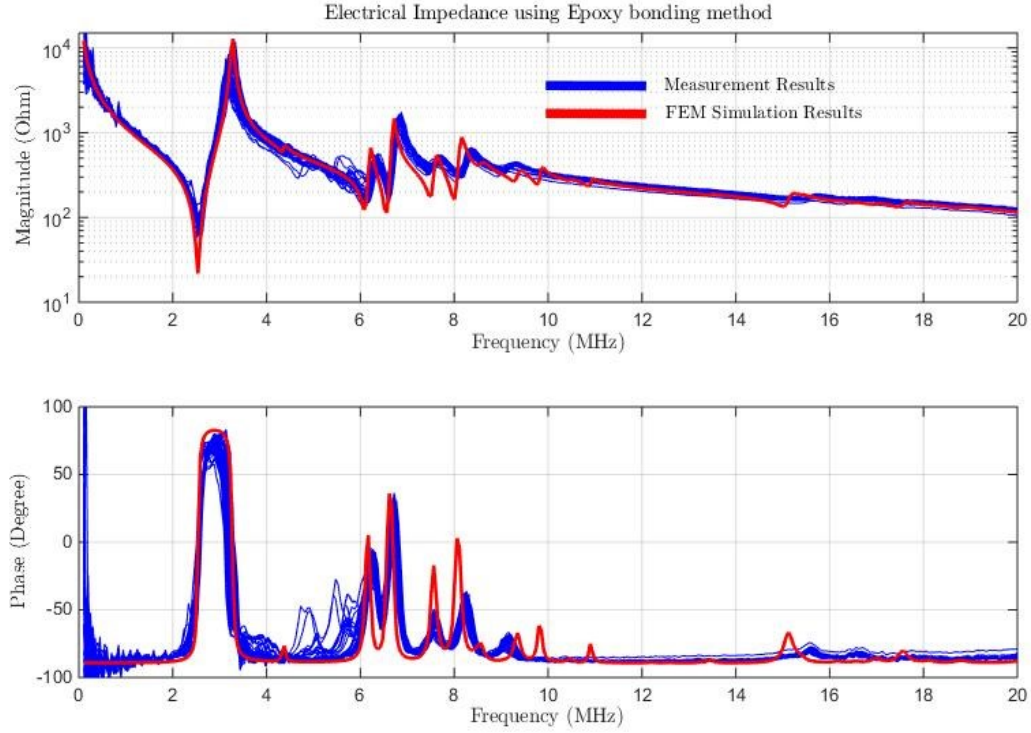 Electrical Impedance using Epoxy bonding method
Magnitude (Ohm)
10^4
10^3
10^2
10^1
Measurement Results
FEM Simulation Results
0 2 4 6 8 10 12 14 16 18 20
Frequency (MHz)
Phase (Degree)
100
50
0
-50
-100
0 2 4 6 8 10 12 14 16 18 20
Frequency (MHz)